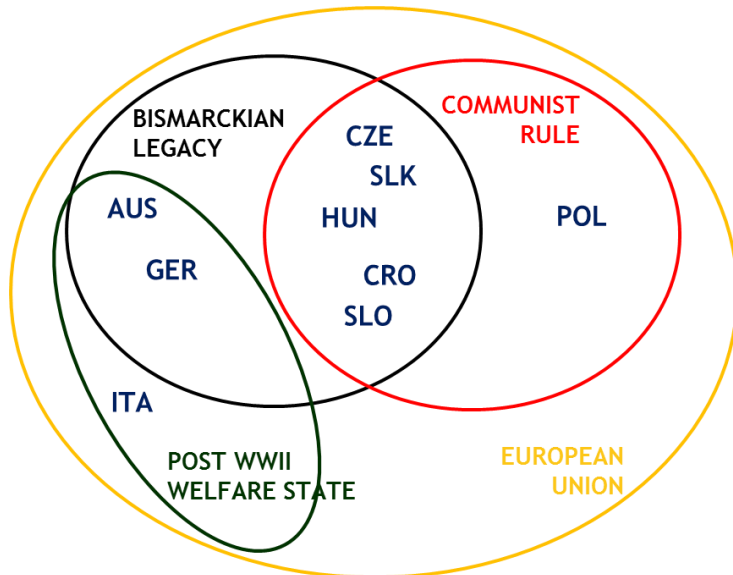 BISMARCKIAN
LEGACY
COMMUNIST
RULE
CZE
SLK
AUS
HUN
POL
GER
CRO
SLO
ITA
POST WWII
WELFARE STATE
EUROPEAN
UNION